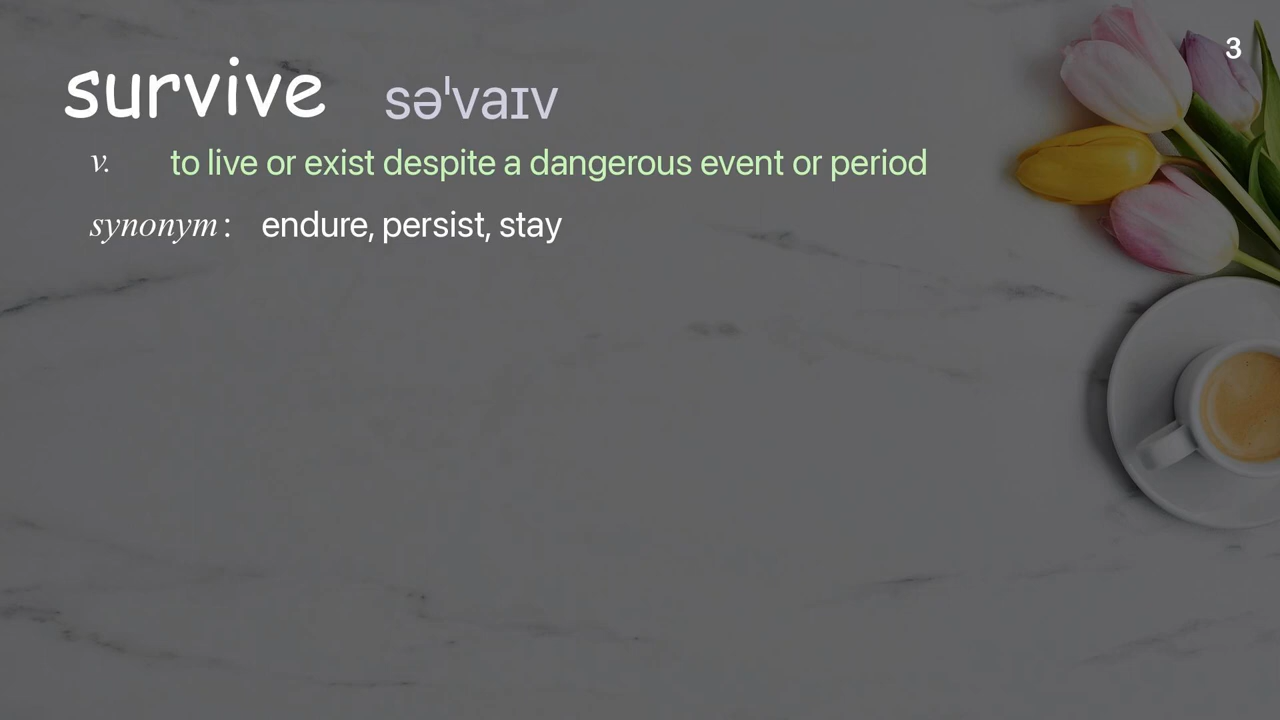 3
survive səˈvaɪv
v. to live or exist despite a dangerous event or period
synonym : endure, persist, stay